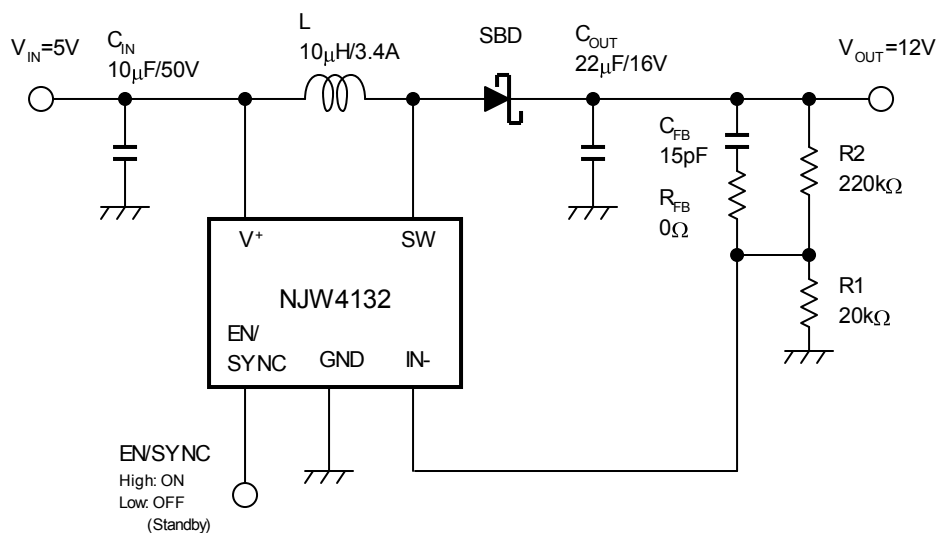 V_IN=5V
C_IN
10μF/50V
L
10μH/3.4A
SBD
C_OUT
22μF/16V
V_OUT=12V
C_FB
15pF
R_FB
0Ω
R2
220kΩ
R1
20kΩ
V⁺
SW
NJW4132
EN/
SYNC
GND
IN-
EN/SYNC
High: ON
Low: OFF
(Standby)